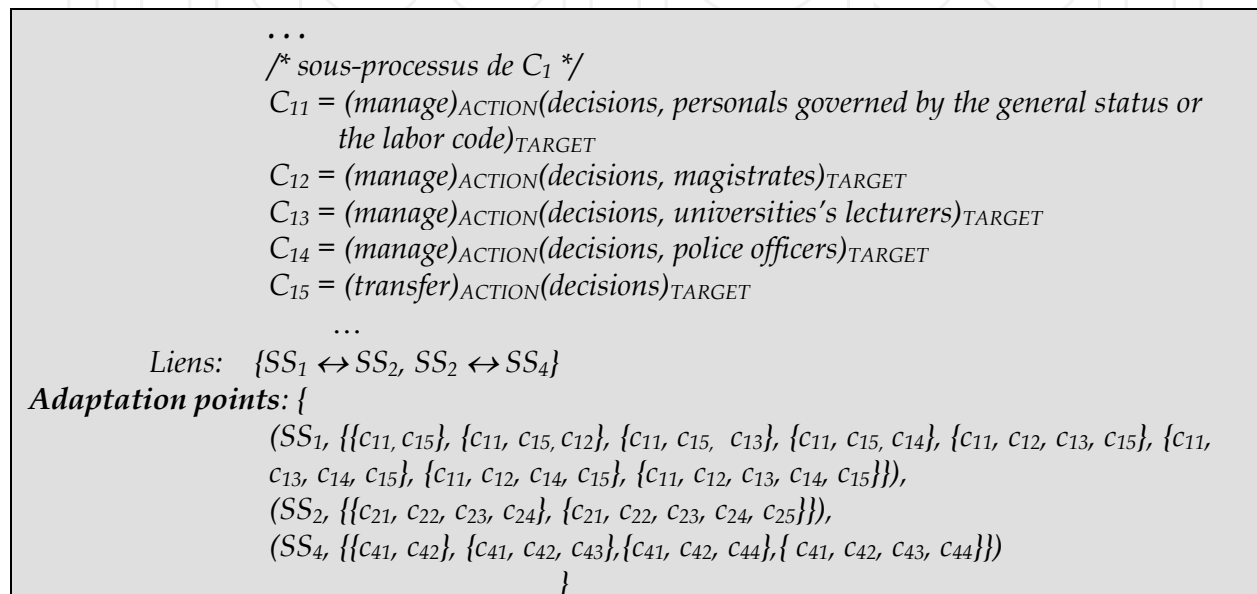 . . .
/* sous-processus de C1 */
C11 = (manage)ACTION(decisions, personals governed by the general status or
the labor code)TARGET
C12 = (manage)ACTION(decisions, magistrates)TARGET
C13 = (manage)ACTION(decisions, universities's lecturers)TARGET
C14 = (manage)ACTION(decisions, police officers)TARGET
C15 = (transfer)ACTION(decisions)TARGET
…
Liens: {SS1 ↔ SS2, SS2 ↔ SS4}
Adaptation points: {
(SS1, {{c11, c15}, {c11, c15, c12}, {c11, c15, c13}, {c11, c15, c14}, {c11, c12, c13, c15}, {c11,
c13, c14, c15}, {c11, c12, c14, c15}, {c11, c12, c13, c14, c15}}),
(SS2, {{c21, c22, c23, c24}, {c21, c22, c23, c24, c25}}),
(SS4, {{c41, c42}, {c41, c42, c43},{c41, c42, c44},{ c41, c42, c43, c44}})
}